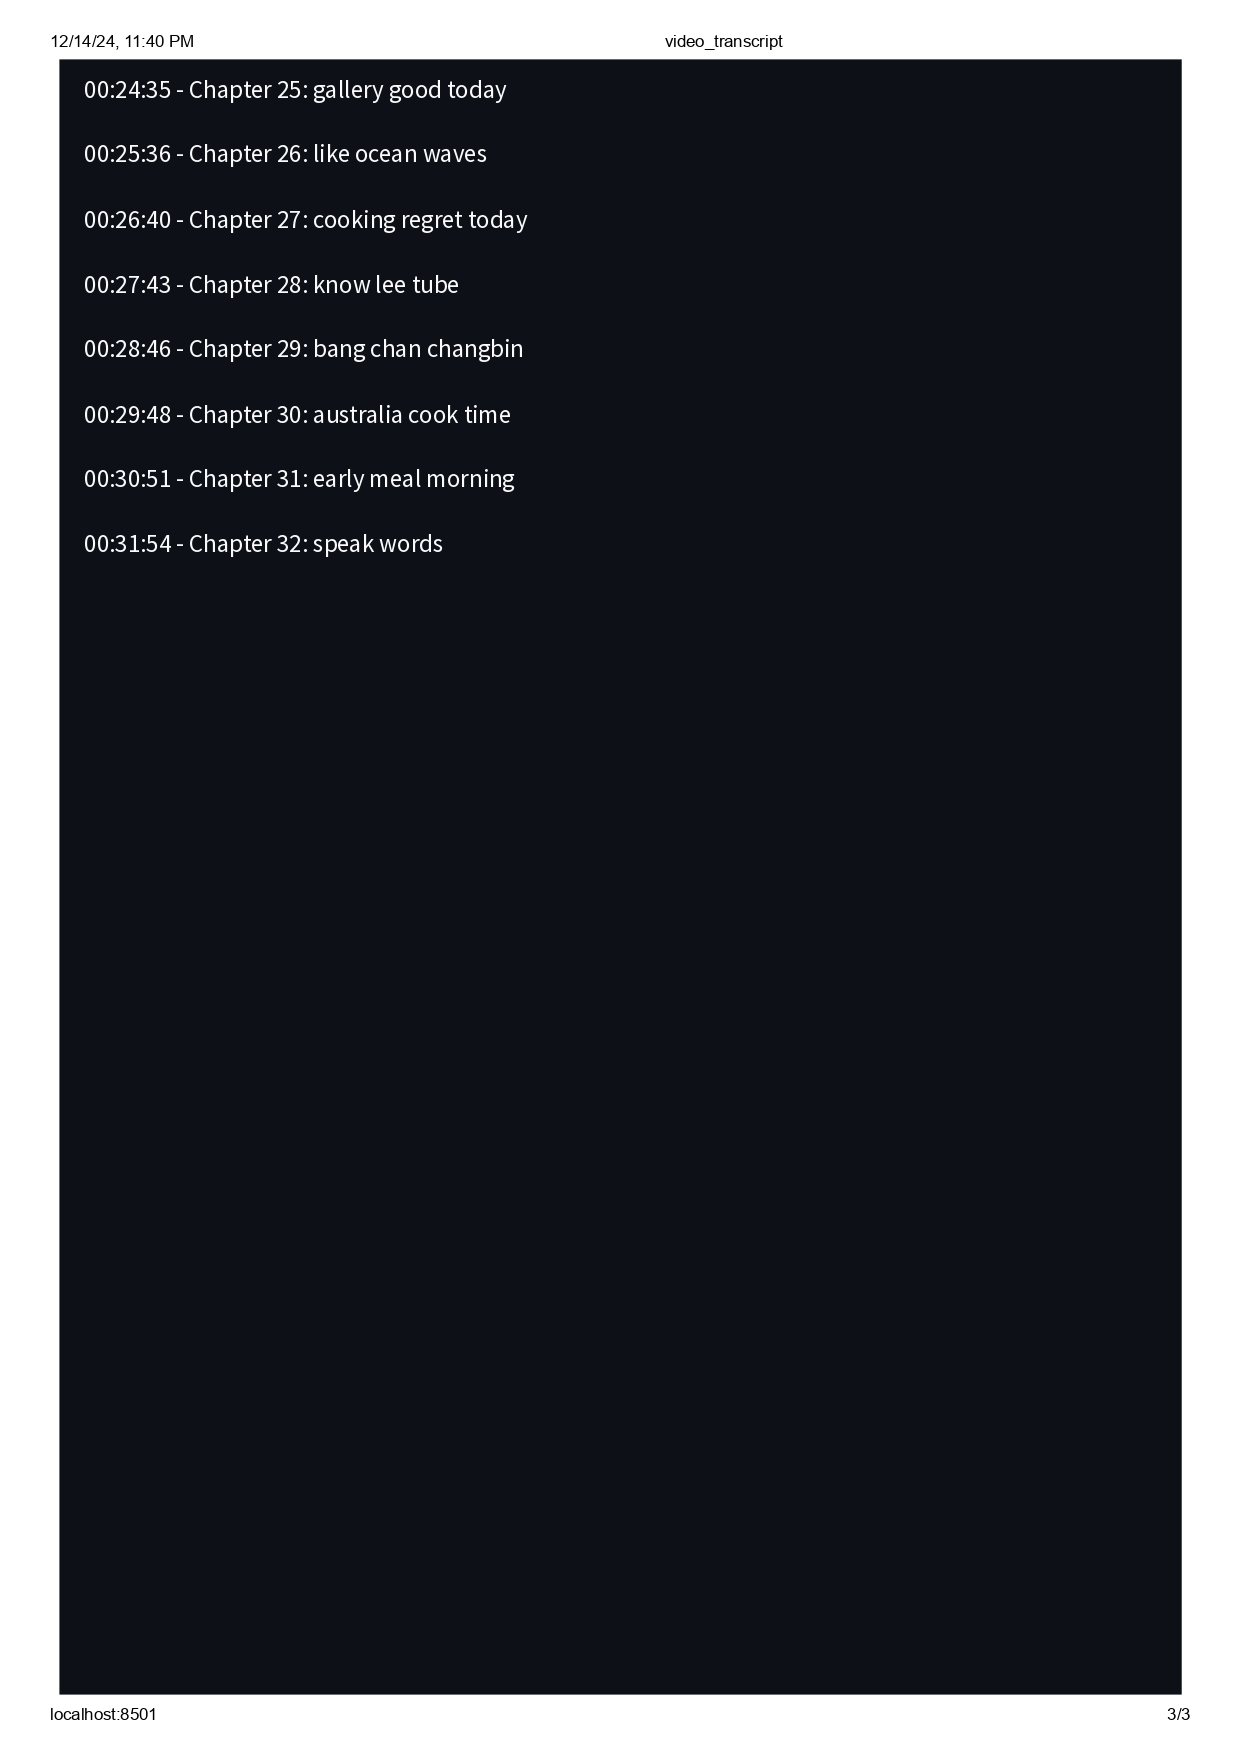 12/14/24, 11:40 PM video_transcript
00:24:35 - Chapter 25: gallery good today
00:25:36 - Chapter 26: like ocean waves
00:26:40 - Chapter 27: cooking regret today
00:27:43 - Chapter 28: know lee tube
00:28:46 - Chapter 29: bang chan changbin
00:29:48 - Chapter 30: australia cook time
00:30:51 - Chapter 31: early meal morning
00:31:54 - Chapter 32: speak words
localhost:8501 3/3